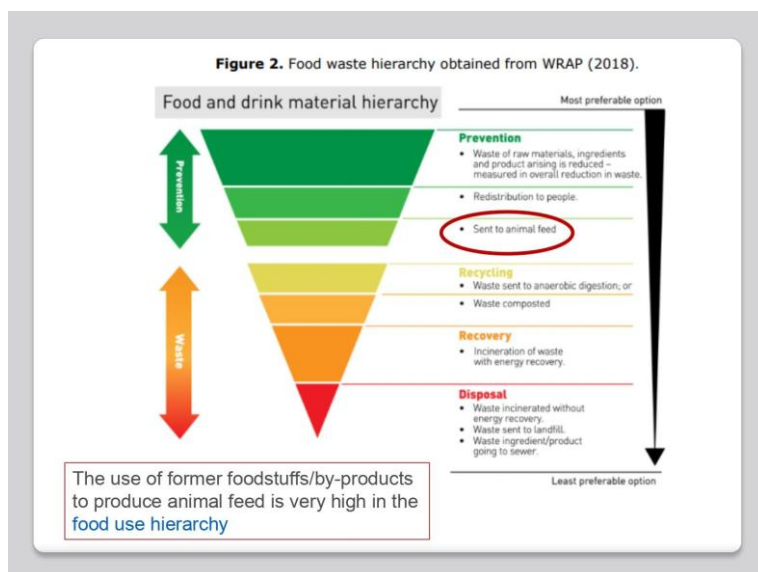 Figure 2. Food waste hierarchy obtained from WRAP (2018).
Food and drink material hierarchy
Most preferable option
Prevention
Prevention
• Waste of raw materials, ingredients
and product arising is reduced –
measured in overall reduction in waste.
• Redistribution to people.
• Sent to animal feed
Waste
Recycling
• Waste sent to anaerobic digestion; or
• Waste composted
Recovery
• Incineration of waste
with energy recovery.
Disposal
• Waste incinerated without
energy recovery.
• Waste sent to landfill.
• Waste ingredient/product
going to sewer.
Least preferable option
The use of former foodstuffs/by-products
to produce animal feed is very high in the
food use hierarchy